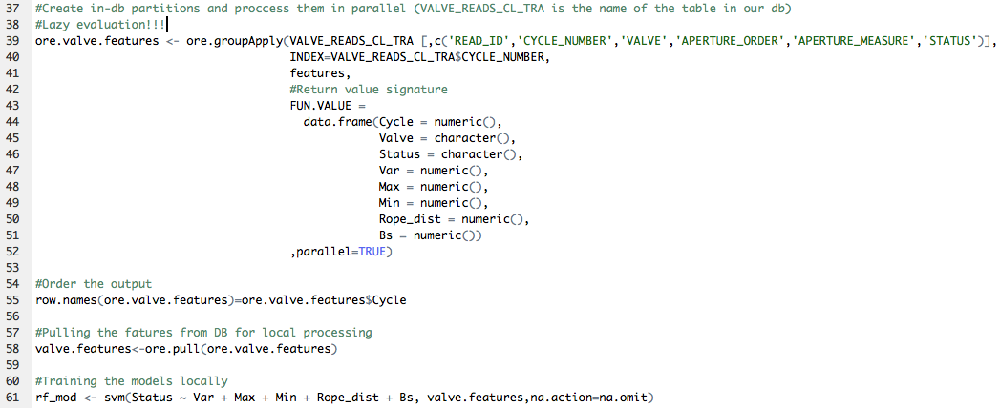 37 #Create in-db partitions and proccess them in parallel (VALVE_READS_CL_TRA is the name of the table in our db)
38 #Lazy evaluation!!!
39 ore.valve.features <- ore.groupApply(VALVE_READS_CL_TRA [,c('READ_ID','CYCLE_NUMBER','VALVE','APERTURE_ORDER','APERTURE_MEASURE','STATUS')],
40 INDEX=VALVE_READS_CL_TRA$CYCLE_NUMBER,
41 features,
42 #Return value signature
43 FUN.VALUE =
44 data.frame(Cycle = numeric(),
45 Valve = character(),
46 Status = character(),
47 Var = numeric(),
48 Max = numeric(),
49 Min = numeric(),
50 Rope_dist = numeric(),
51 Bs = numeric())
52 ,parallel=TRUE)
53
54 #Order the output
55 row.names(ore.valve.features)=ore.valve.features$Cycle
56
57 #Pulling the fatures from DB for local processing
58 valve.features<-ore.pull(ore.valve.features)
59
60 #Training the models locally
61 rf_mod <- svm(Status ~ Var + Max + Min + Rope_dist + Bs, valve.features,na.action=na.omit)